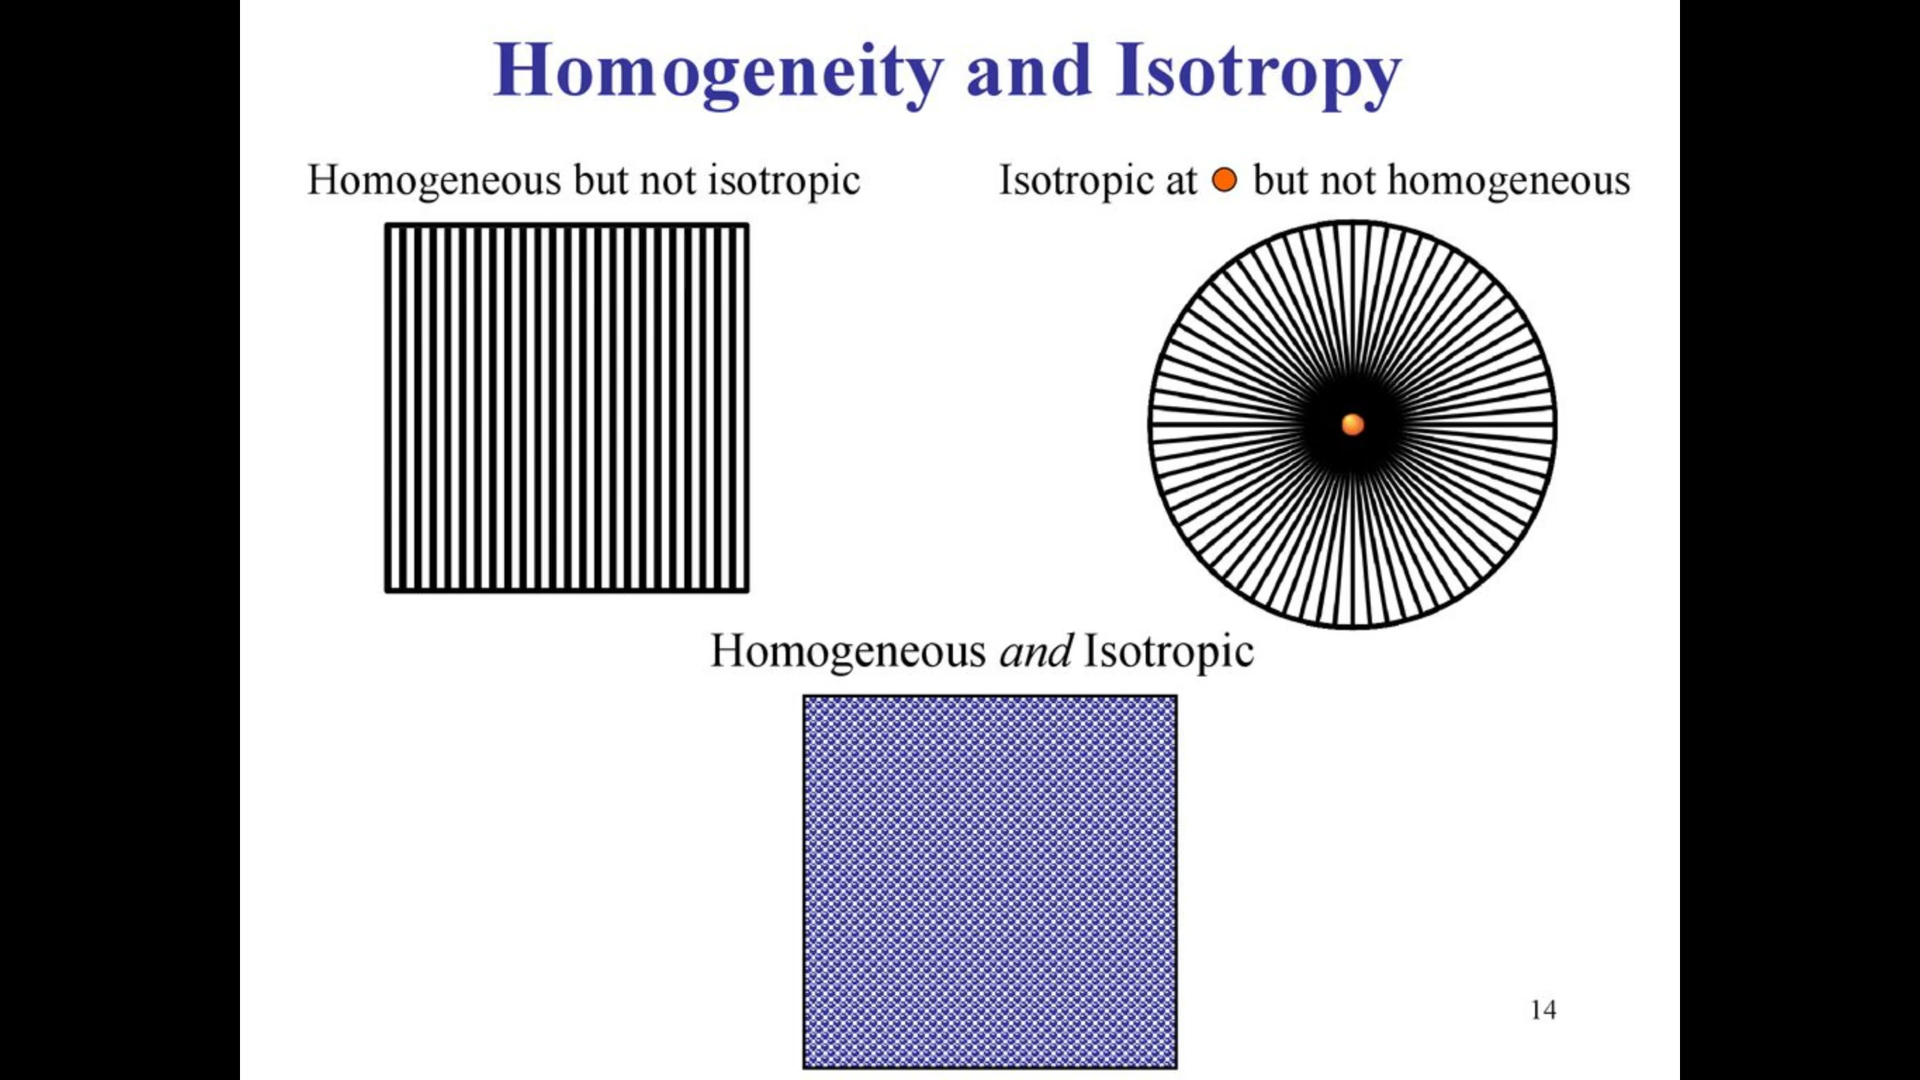 Homogeneity and Isotropy
Homogeneous but not isotropic
Isotropic at but not homogeneous
Homogeneous and Isotropic
14